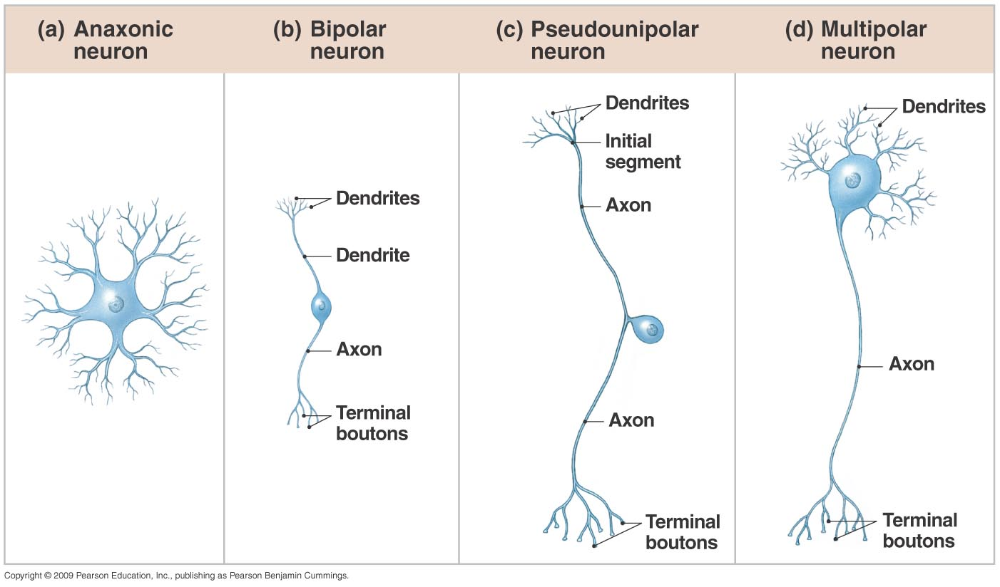 (a) Anaxonic
neuron
(b) Bipolar
neuron
(c) Pseudounipolar
neuron
(d) Multipolar
neuron
Dendrites
Dendrite
Axon
Terminal
boutons
Dendrites
Initial
segment
Axon
Axon
Terminal
boutons
Dendrites
Axon
Terminal
boutons
Copyright © 2009 Pearson Education, Inc., publishing as Pearson Benjamin Cummings.